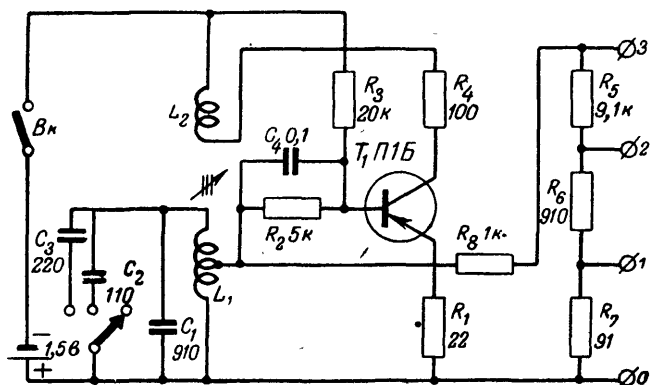 Вк
L₂
R₃
20к
R₄
100
3
R₅
9,1к
C₄ 0,1
T₁ П1Б
2
R₂ 5к
R₆
910
C₃
220
C₂
110
L₁
R₈ 1к
1
C₁
910
R₁
22
R₇
91
−
1,5в
+
0